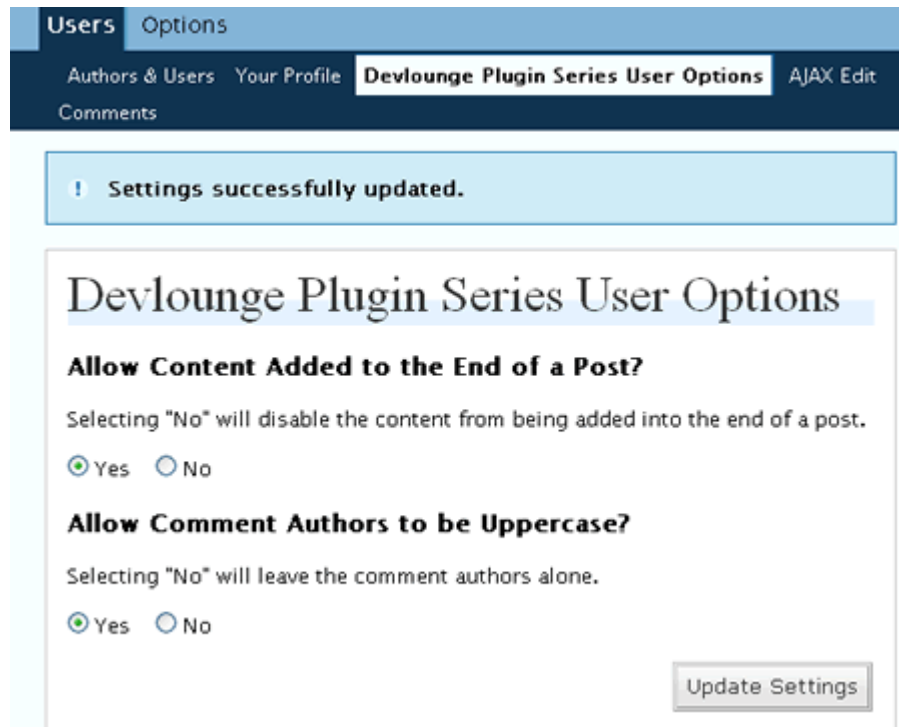 Users Options
Authors & Users Your Profile Devlounge Plugin Series User Options AJAX Edit
Comments
! Settings successfully updated.
Devlounge Plugin Series User Options
Allow Content Added to the End of a Post?
Selecting "No" will disable the content from being added into the end of a post.
Yes No
Allow Comment Authors to be Uppercase?
Selecting "No" will leave the comment authors alone.
Yes No
Update Settings